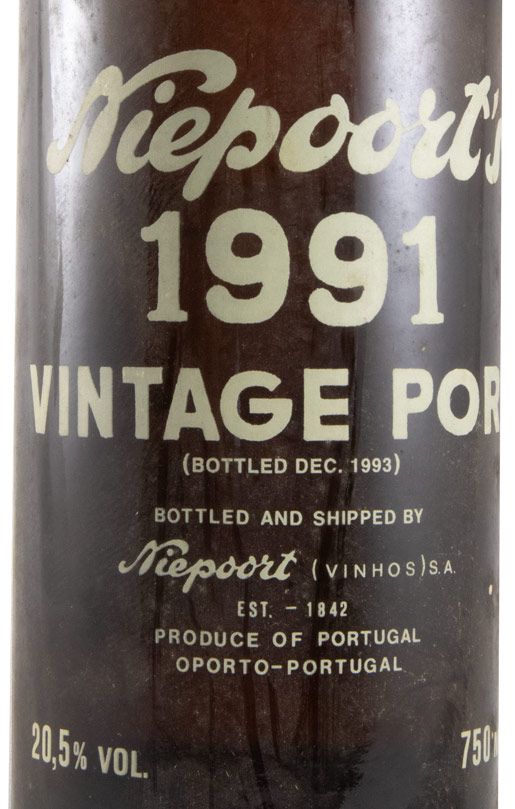 Niepoort's
1991
VINTAGE POR
(BOTTLED DEC. 1993)
BOTTLED AND SHIPPED BY
Niepoort (VINHOS) S.A.
EST. - 1842
PRODUCE OF PORTUGAL
OPORTO-PORTUGAL
20,5% VOL.
750